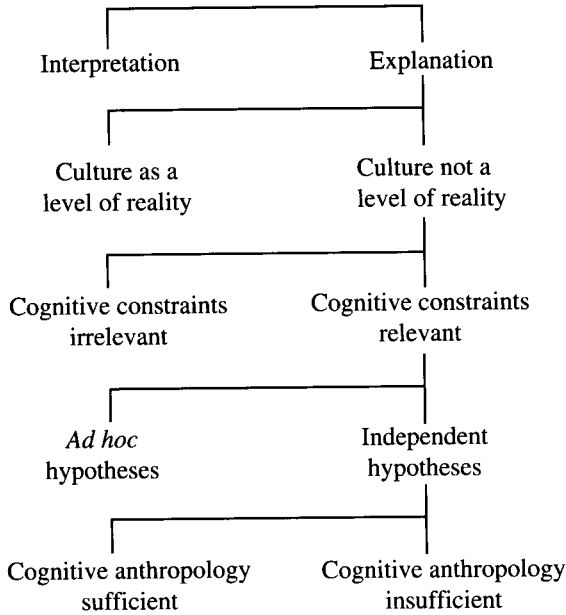 Interpretation Explanation
Culture as a
level of reality
Culture not a
level of reality
Cognitive constraints
irrelevant
Cognitive constraints
relevant
Ad hoc
hypotheses
Independent
hypotheses
Cognitive anthropology
sufficient
Cognitive anthropology
insufficient